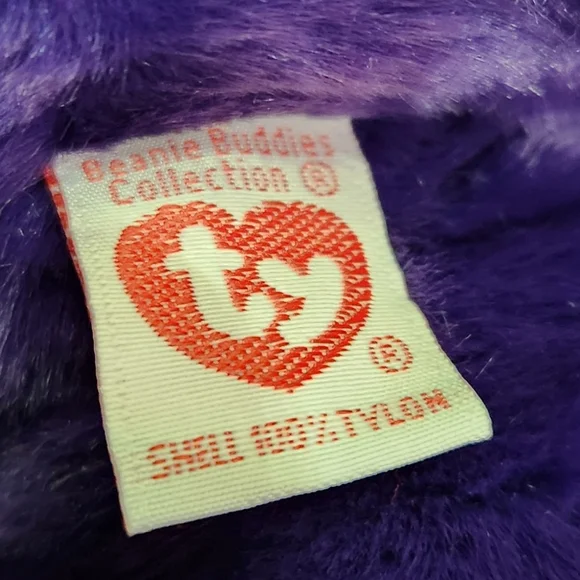 Beanie Buddies
Collection ®
ty
®
SHELL 100% TYLON